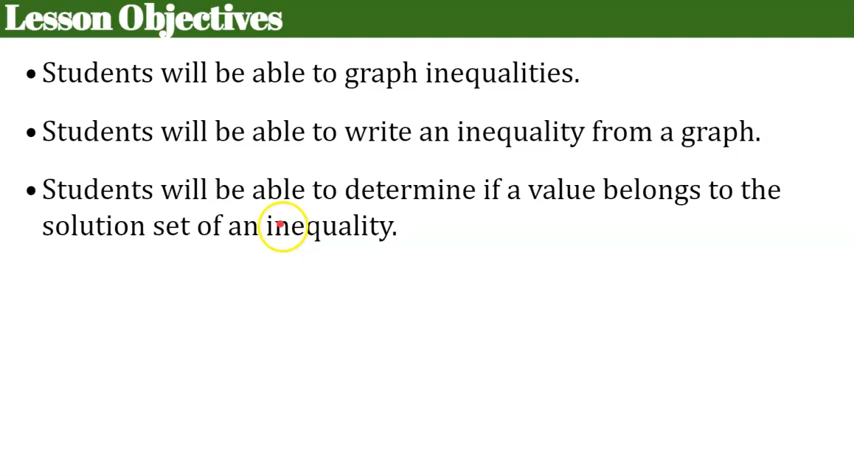 Lesson Objectives
• Students will be able to graph inequalities.
• Students will be able to write an inequality from a graph.
• Students will be able to determine if a value belongs to the
solution set of an inequality.